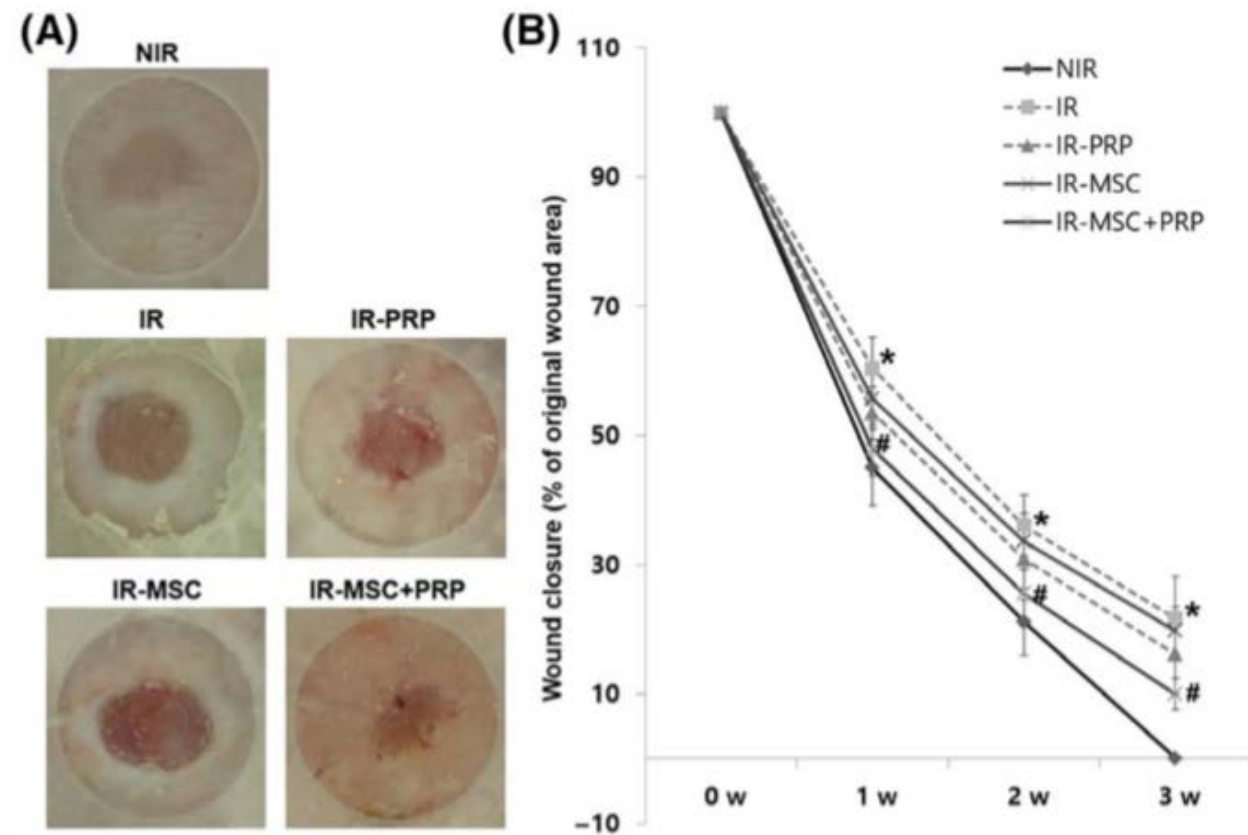 (A)
NIR
IR
IR-PRP
IR-MSC
IR-MSC+PRP
(B)
Wound closure (% of original wound area)
110
90
70
50
30
10
−10
0 w
1 w
2 w
3 w
NIR
IR
IR-PRP
IR-MSC
IR-MSC+PRP
*
#
*
#
*
#